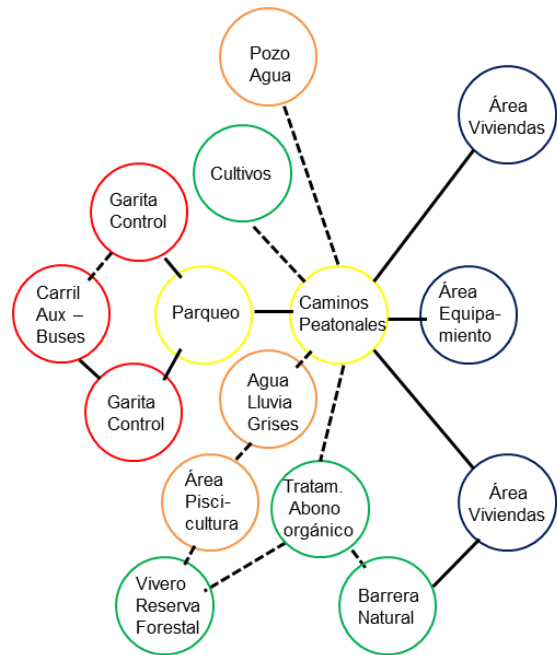 Pozo
Agua
Área
Viviendas
Cultivos
Garita
Control
Carril
Aux –
Buses
Parqueo
Caminos
Peatonales
Área
Equipa-
miento
Garita
Control
Agua
Lluvia
Grises
Área
Pisci-
cultura
Tratam.
Abono
orgánico
Área
Viviendas
Vivero
Reserva
Forestal
Barrera
Natural